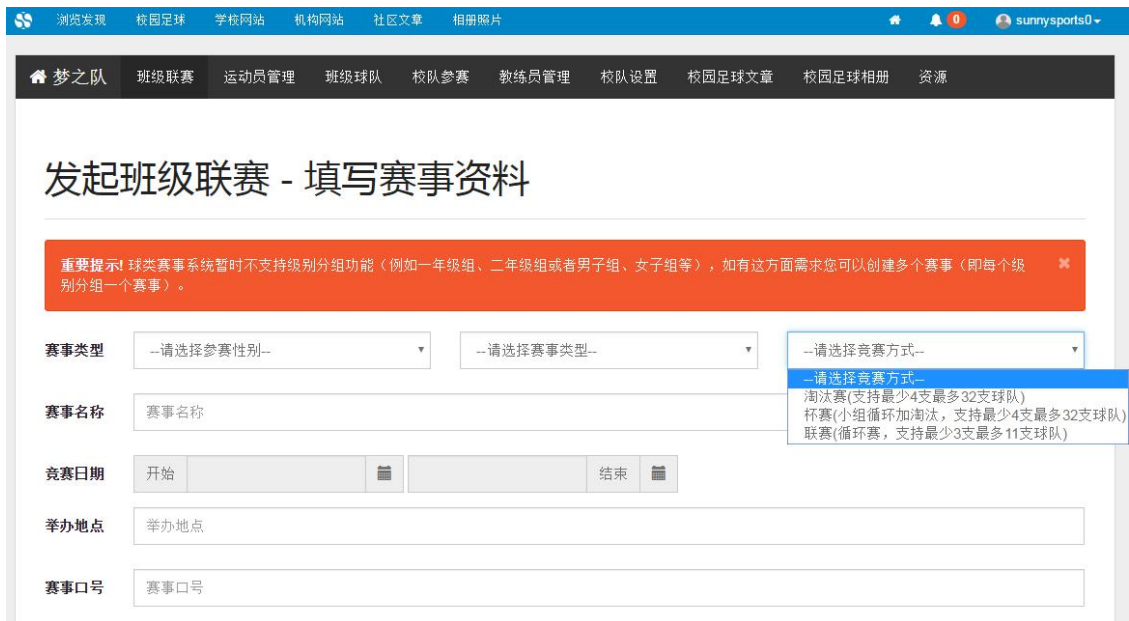 浏览发现 校园足球 学校网站 机构网站 社区文章 相册照片 0 sunnysports0
梦之队 班级联赛 运动员管理 班级球队 校队参赛 教练员管理 校队设置 校园足球文章 校园足球相册 资源
发起班级联赛 - 填写赛事资料
重要提示! 球类赛事系统暂时不支持级别分组功能（例如一年级组、二年级组或者男子组、女子组等），如有这方面需求您可以创建多个赛事（即每个级
别分组一个赛事）。
赛事类型 --请选择参赛性别-- --请选择赛事类型-- --请选择竞赛方式--
--请选择竞赛方式--
淘汰赛(支持最少4支最多32支球队)
杯赛(小组循环加淘汰，支持最少4支最多32支球队)
联赛(循环赛，支持最少3支最多11支球队)
赛事名称 赛事名称
竞赛日期 开始 结束
举办地点 举办地点
赛事口号 赛事口号